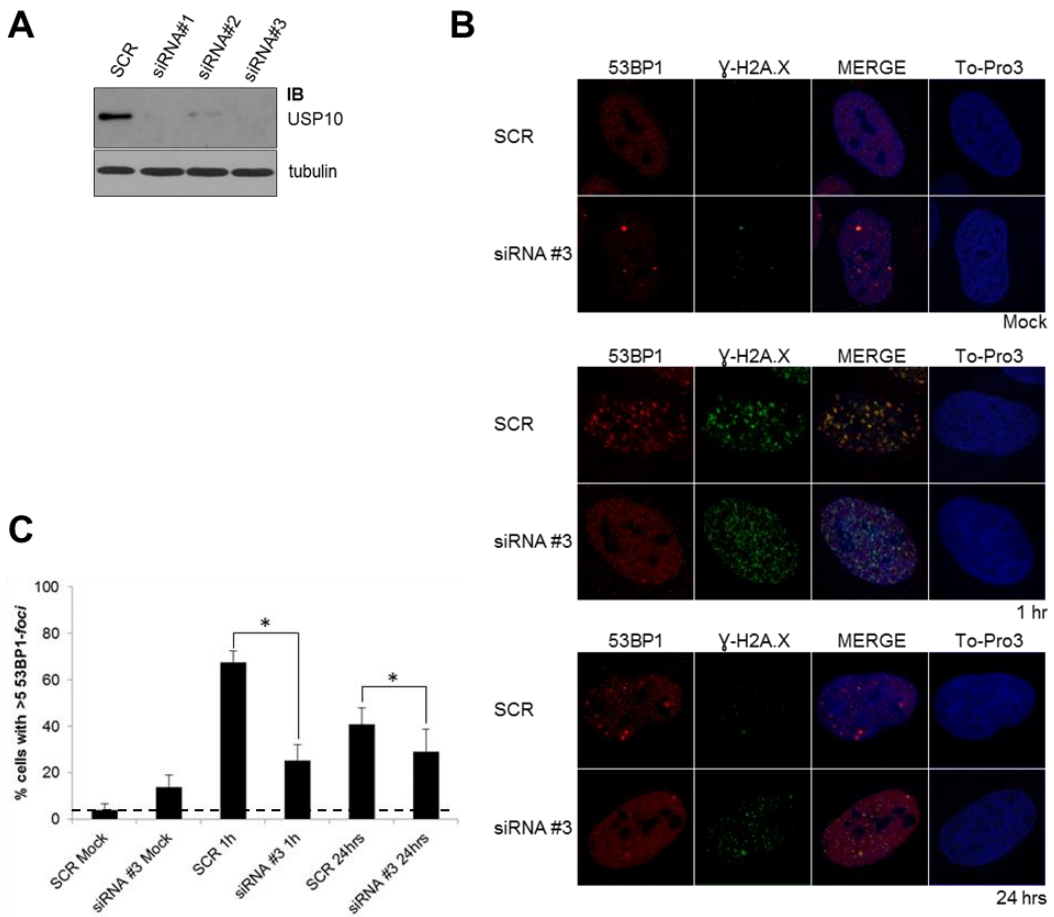 A
SCR
siRNA#1
siRNA#2
siRNA#3
IB
USP10
tubulin
B
53BP1 Ɣ-H2A.X MERGE To-Pro3
SCR
siRNA #3
Mock
53BP1 Ɣ-H2A.X MERGE To-Pro3
SCR
siRNA #3
1 hr
53BP1 Ɣ-H2A.X MERGE To-Pro3
SCR
siRNA #3
24 hrs
C
% cells with >5 53BP1-foci
100
80
60
40
20
0
*
*
SCR Mock
siRNA #3 Mock
SCR 1h
siRNA #3 1h
SCR 24hrs
siRNA #3 24hrs